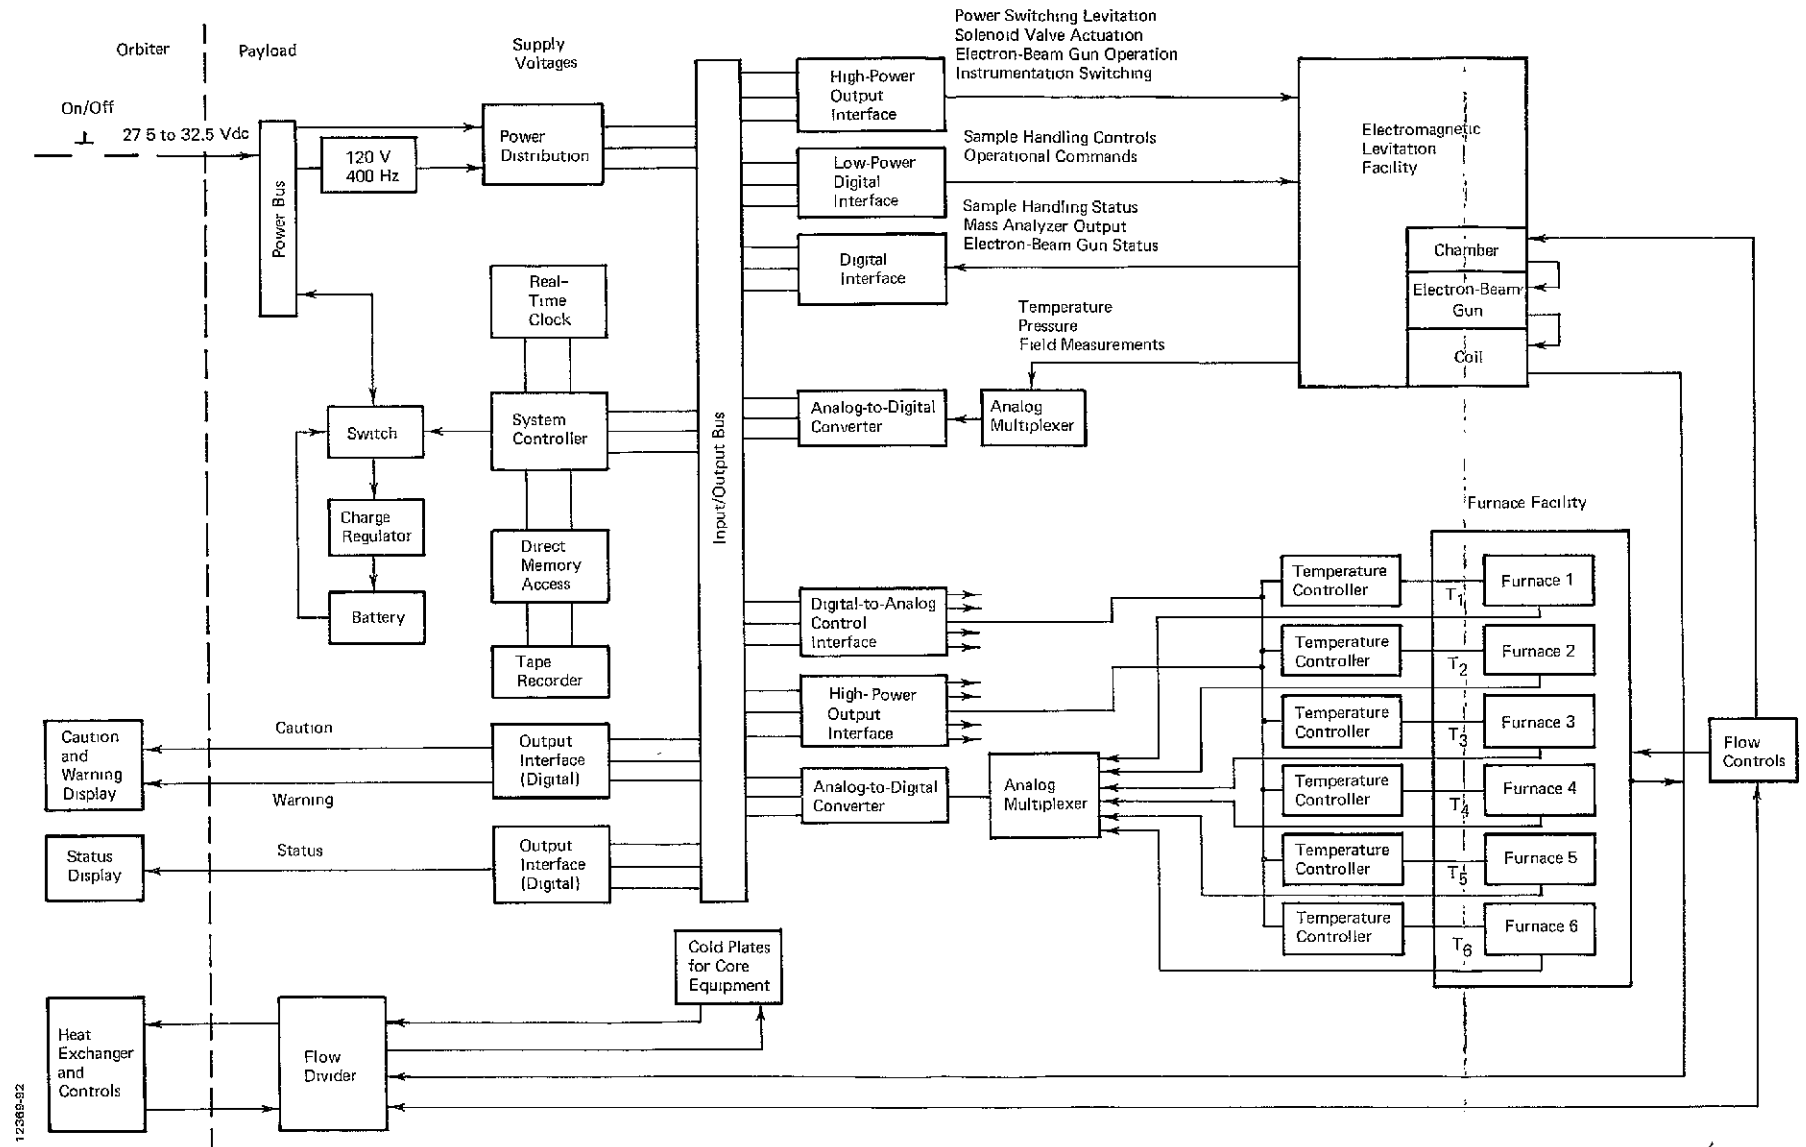 Orbiter
Payload
Supply
Voltages
On/Off
27 5 to 32.5 Vdc
Power Bus
120 V
400 Hz
Power
Distribution
Input/Output Bus
High-Power
Output
Interface
Power Switching Levitation
Solenoid Valve Actuation
Electron-Beam Gun Operation
Instrumentation Switching
Low-Power
Digital
Interface
Sample Handling Controls
Operational Commands
Digital
Interface
Sample Handling Status
Mass Analyzer Output
Electron-Beam Gun Status
Electromagnetic
Levitation
Facility
Chamber
Electron-Beam
Gun
Coil
Real-
Time
Clock
Temperature
Pressure
Field Measurements
System
Controller
Switch
Charge
Regulator
Battery
Direct
Memory
Access
Tape
Recorder
Analog-to-Digital
Converter
Analog
Multiplexer
Digital-to-Analog
Control
Interface
High-Power
Output
Interface
Analog-to-Digital
Converter
Analog
Multiplexer
Furnace Facility
Temperature
Controller
T1
Furnace 1
Temperature
Controller
T2
Furnace 2
Temperature
Controller
T3
Furnace 3
Temperature
Controller
T4
Furnace 4
Temperature
Controller
T5
Furnace 5
Temperature
Controller
T6
Furnace 6
Flow
Controls
Caution
and
Warning
Display
Caution
Warning
Output
Interface
(Digital)
Status
Display
Status
Output
Interface
(Digital)
Cold Plates
for Core
Equipment
Heat
Exchanger
and
Controls
Flow
Divider
12369-92